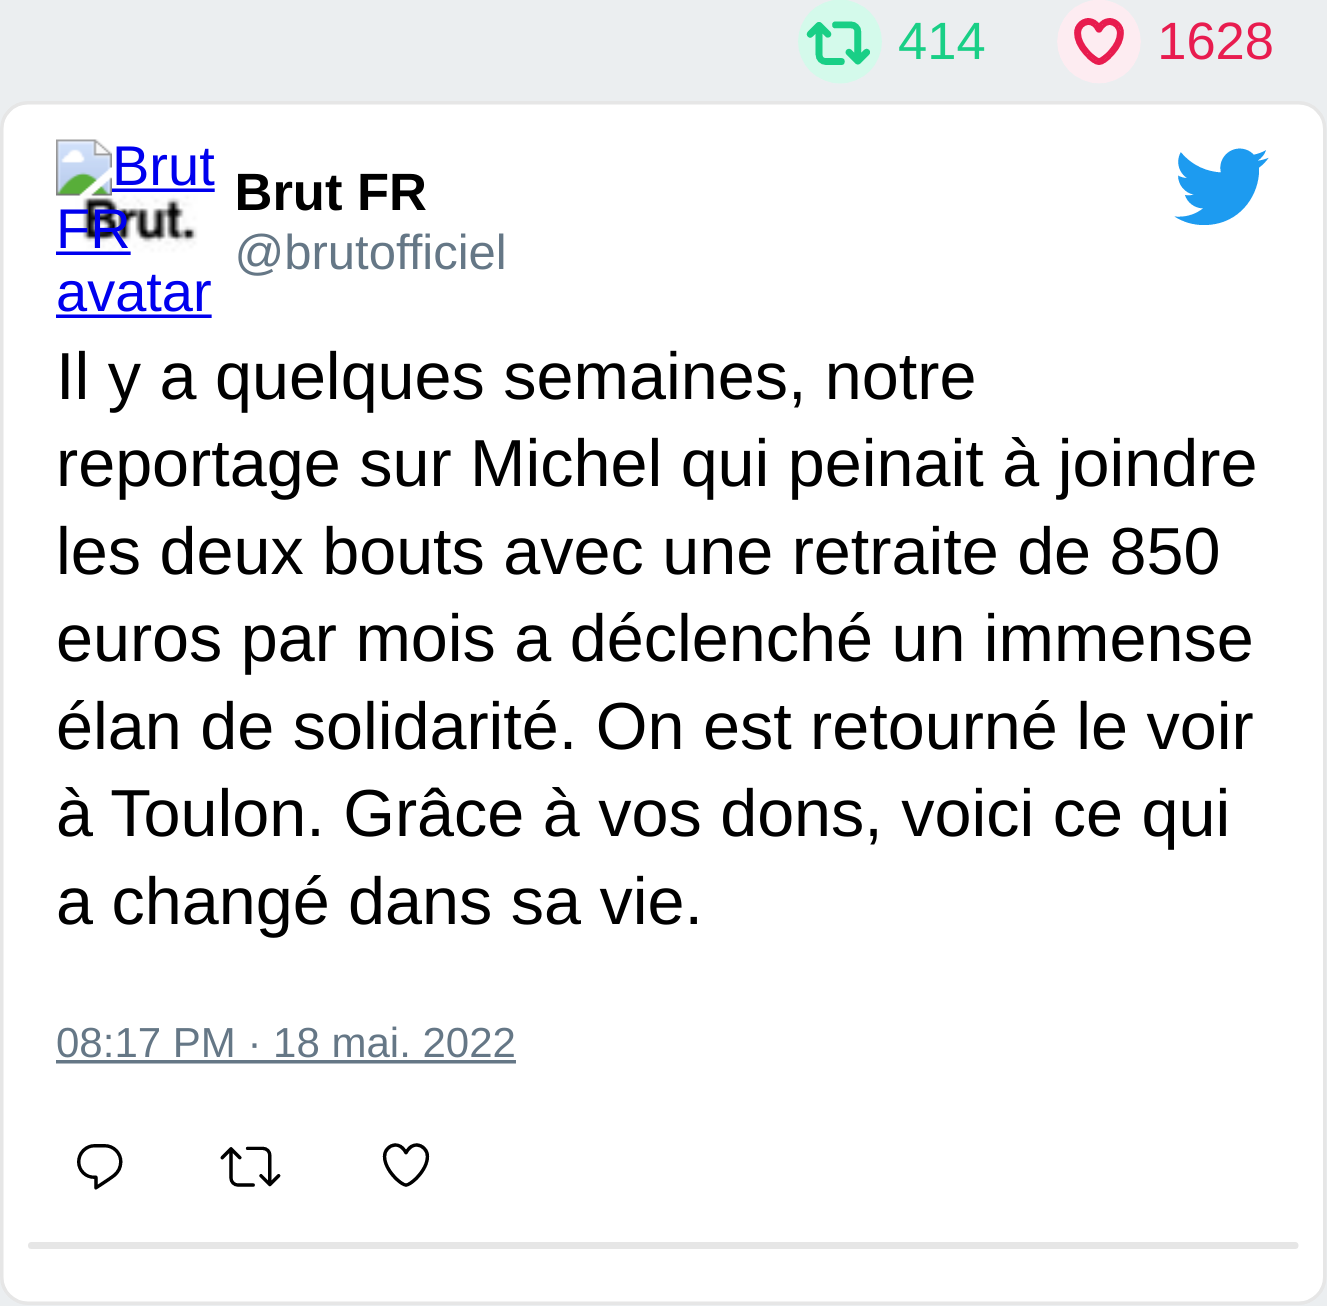 414 1628
Brut
FR
avatar
Brut.
Brut FR
@brutofficiel
Il y a quelques semaines, notre
reportage sur Michel qui peinait à joindre
les deux bouts avec une retraite de 850
euros par mois a déclenché un immense
élan de solidarité. On est retourné le voir
à Toulon. Grâce à vos dons, voici ce qui
a changé dans sa vie.
08:17 PM · 18 mai. 2022